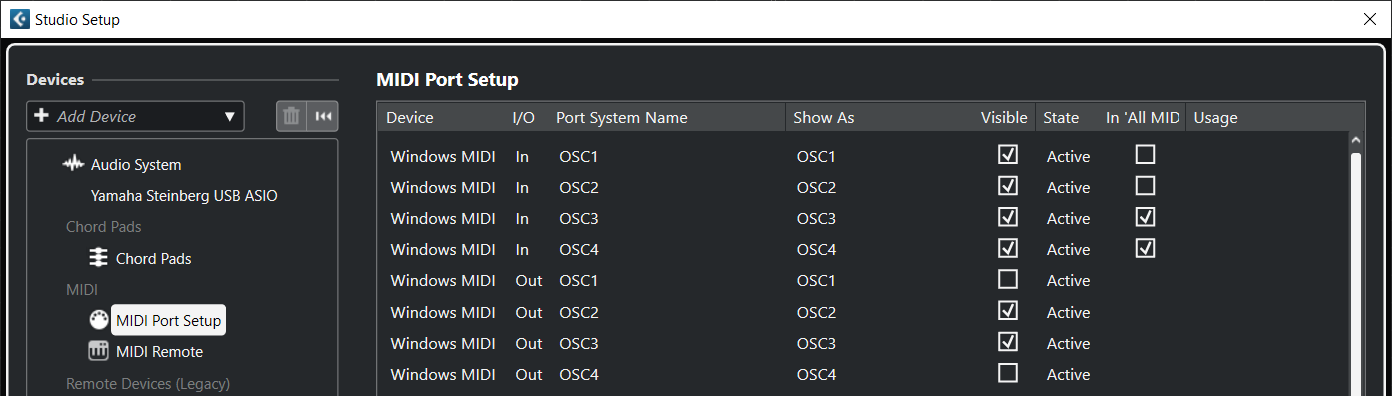 Studio Setup
Devices
Add Device
Audio System
Yamaha Steinberg USB ASIO
Chord Pads
Chord Pads
MIDI
MIDI Port Setup
MIDI Remote
Remote Devices (Legacy)
MIDI Port Setup
Device I/O Port System Name Show As Visible State In 'All MID Usage
Windows MIDI In OSC1 OSC1 Active
Windows MIDI In OSC2 OSC2 Active
Windows MIDI In OSC3 OSC3 Active
Windows MIDI In OSC4 OSC4 Active
Windows MIDI Out OSC1 OSC1 Active
Windows MIDI Out OSC2 OSC2 Active
Windows MIDI Out OSC3 OSC3 Active
Windows MIDI Out OSC4 OSC4 Active